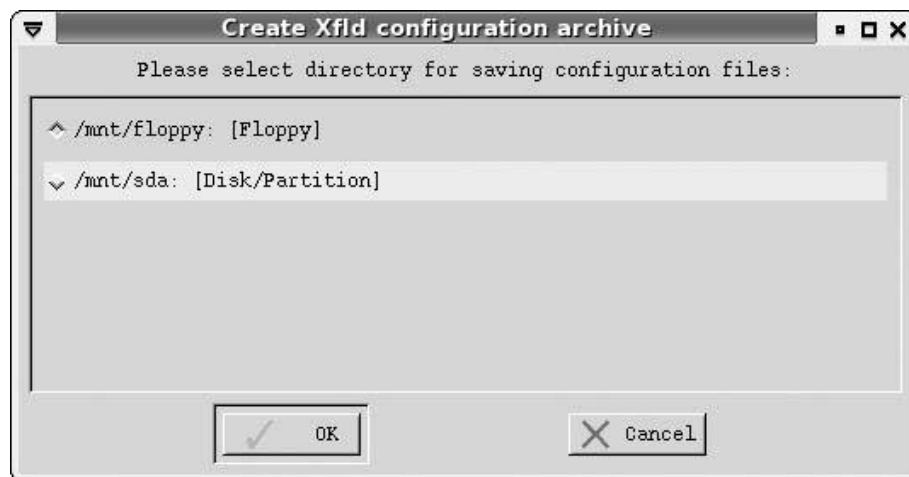 Create Xfld configuration archive
Please select directory for saving configuration files:
/mnt/floppy: [Floppy]
/mnt/sda: [Disk/Partition]
OK
Cancel